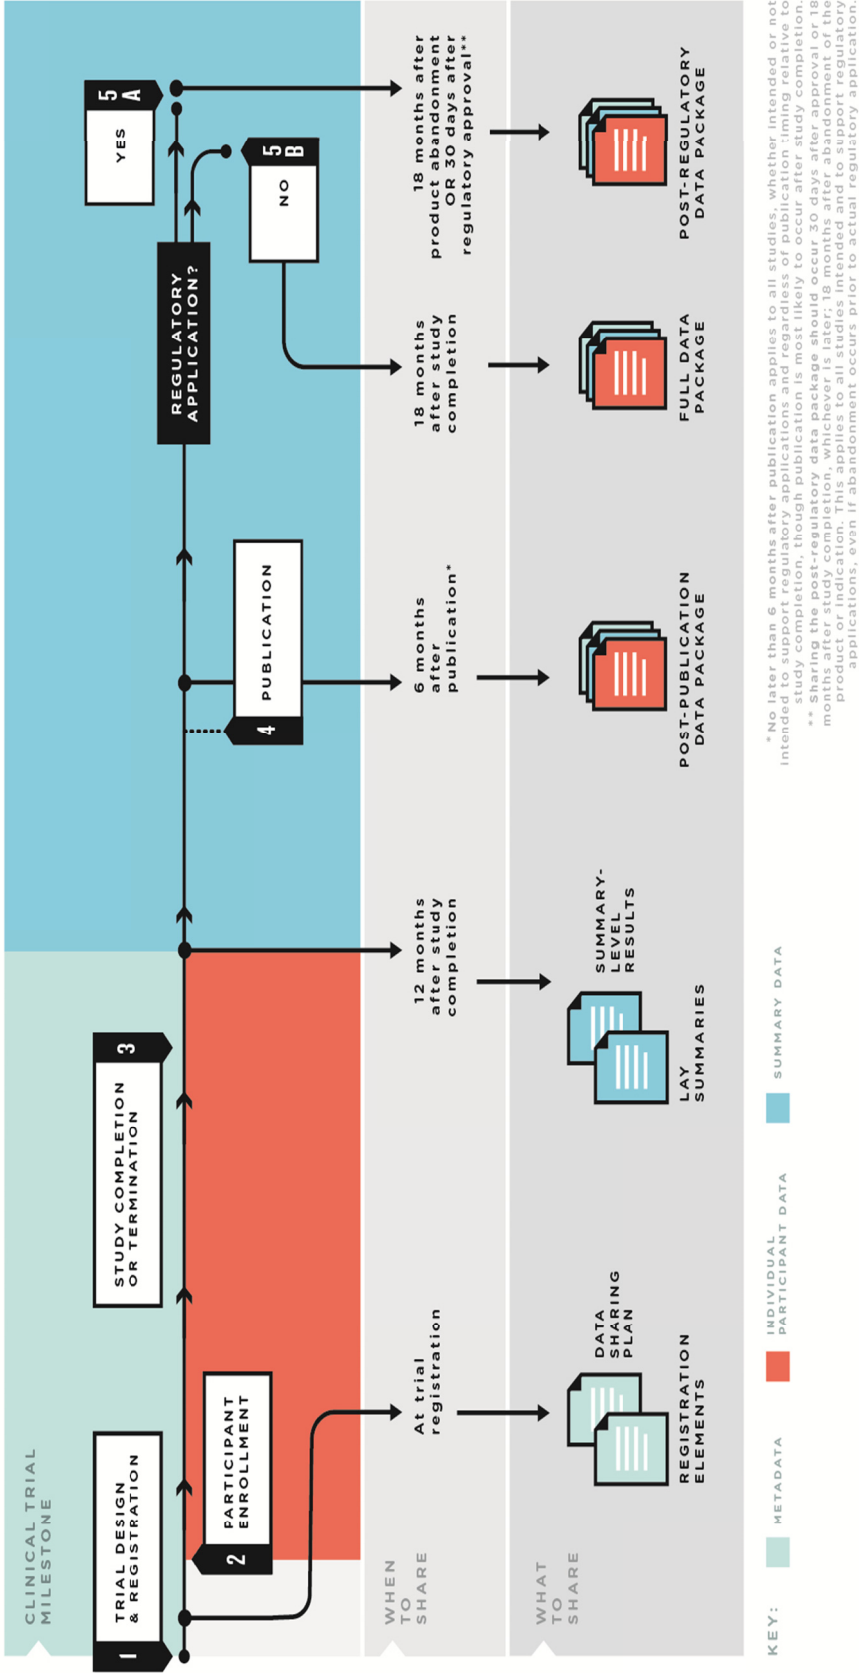 CLINICAL TRIAL
MILESTONE
1
TRIAL DESIGN
& REGISTRATION
2
PARTICIPANT
ENROLLMENT
3
STUDY COMPLETION
OR TERMINATION
4
PUBLICATION
REGULATORY
APPLICATION?
5
A
YES
5
B
NO
WHEN
TO
SHARE
At trial
registration
12 months
after study
completion
6 months
after
publication*
18 months
after study
completion
18 months after
product abandonment
OR 30 days after
regulatory approval**
WHAT
TO
SHARE
DATA
SHARING
PLAN
REGISTRATION
ELEMENTS
SUMMARY-
LEVEL
RESULTS
LAY
SUMMARIES
POST-PUBLICATION
DATA PACKAGE
FULL DATA
PACKAGE
POST-REGULATORY
DATA PACKAGE
KEY:
METADATA
INDIVIDUAL
PARTICIPANT DATA
SUMMARY DATA
* No later than 6 months after publication applies to all studies, whether intended or not
intended to support regulatory applications and regardless of publication timing relative to
study completion, though publication is most likely to occur after study completion.
** Sharing the post-regulatory data package should occur 30 days after approval or 18
months after study completion, whichever is later; 18 months after abandonment of the
product or indication. This applies to all studies intended and to support regulatory
applications, even if abandonment occurs prior to actual regulatory application.